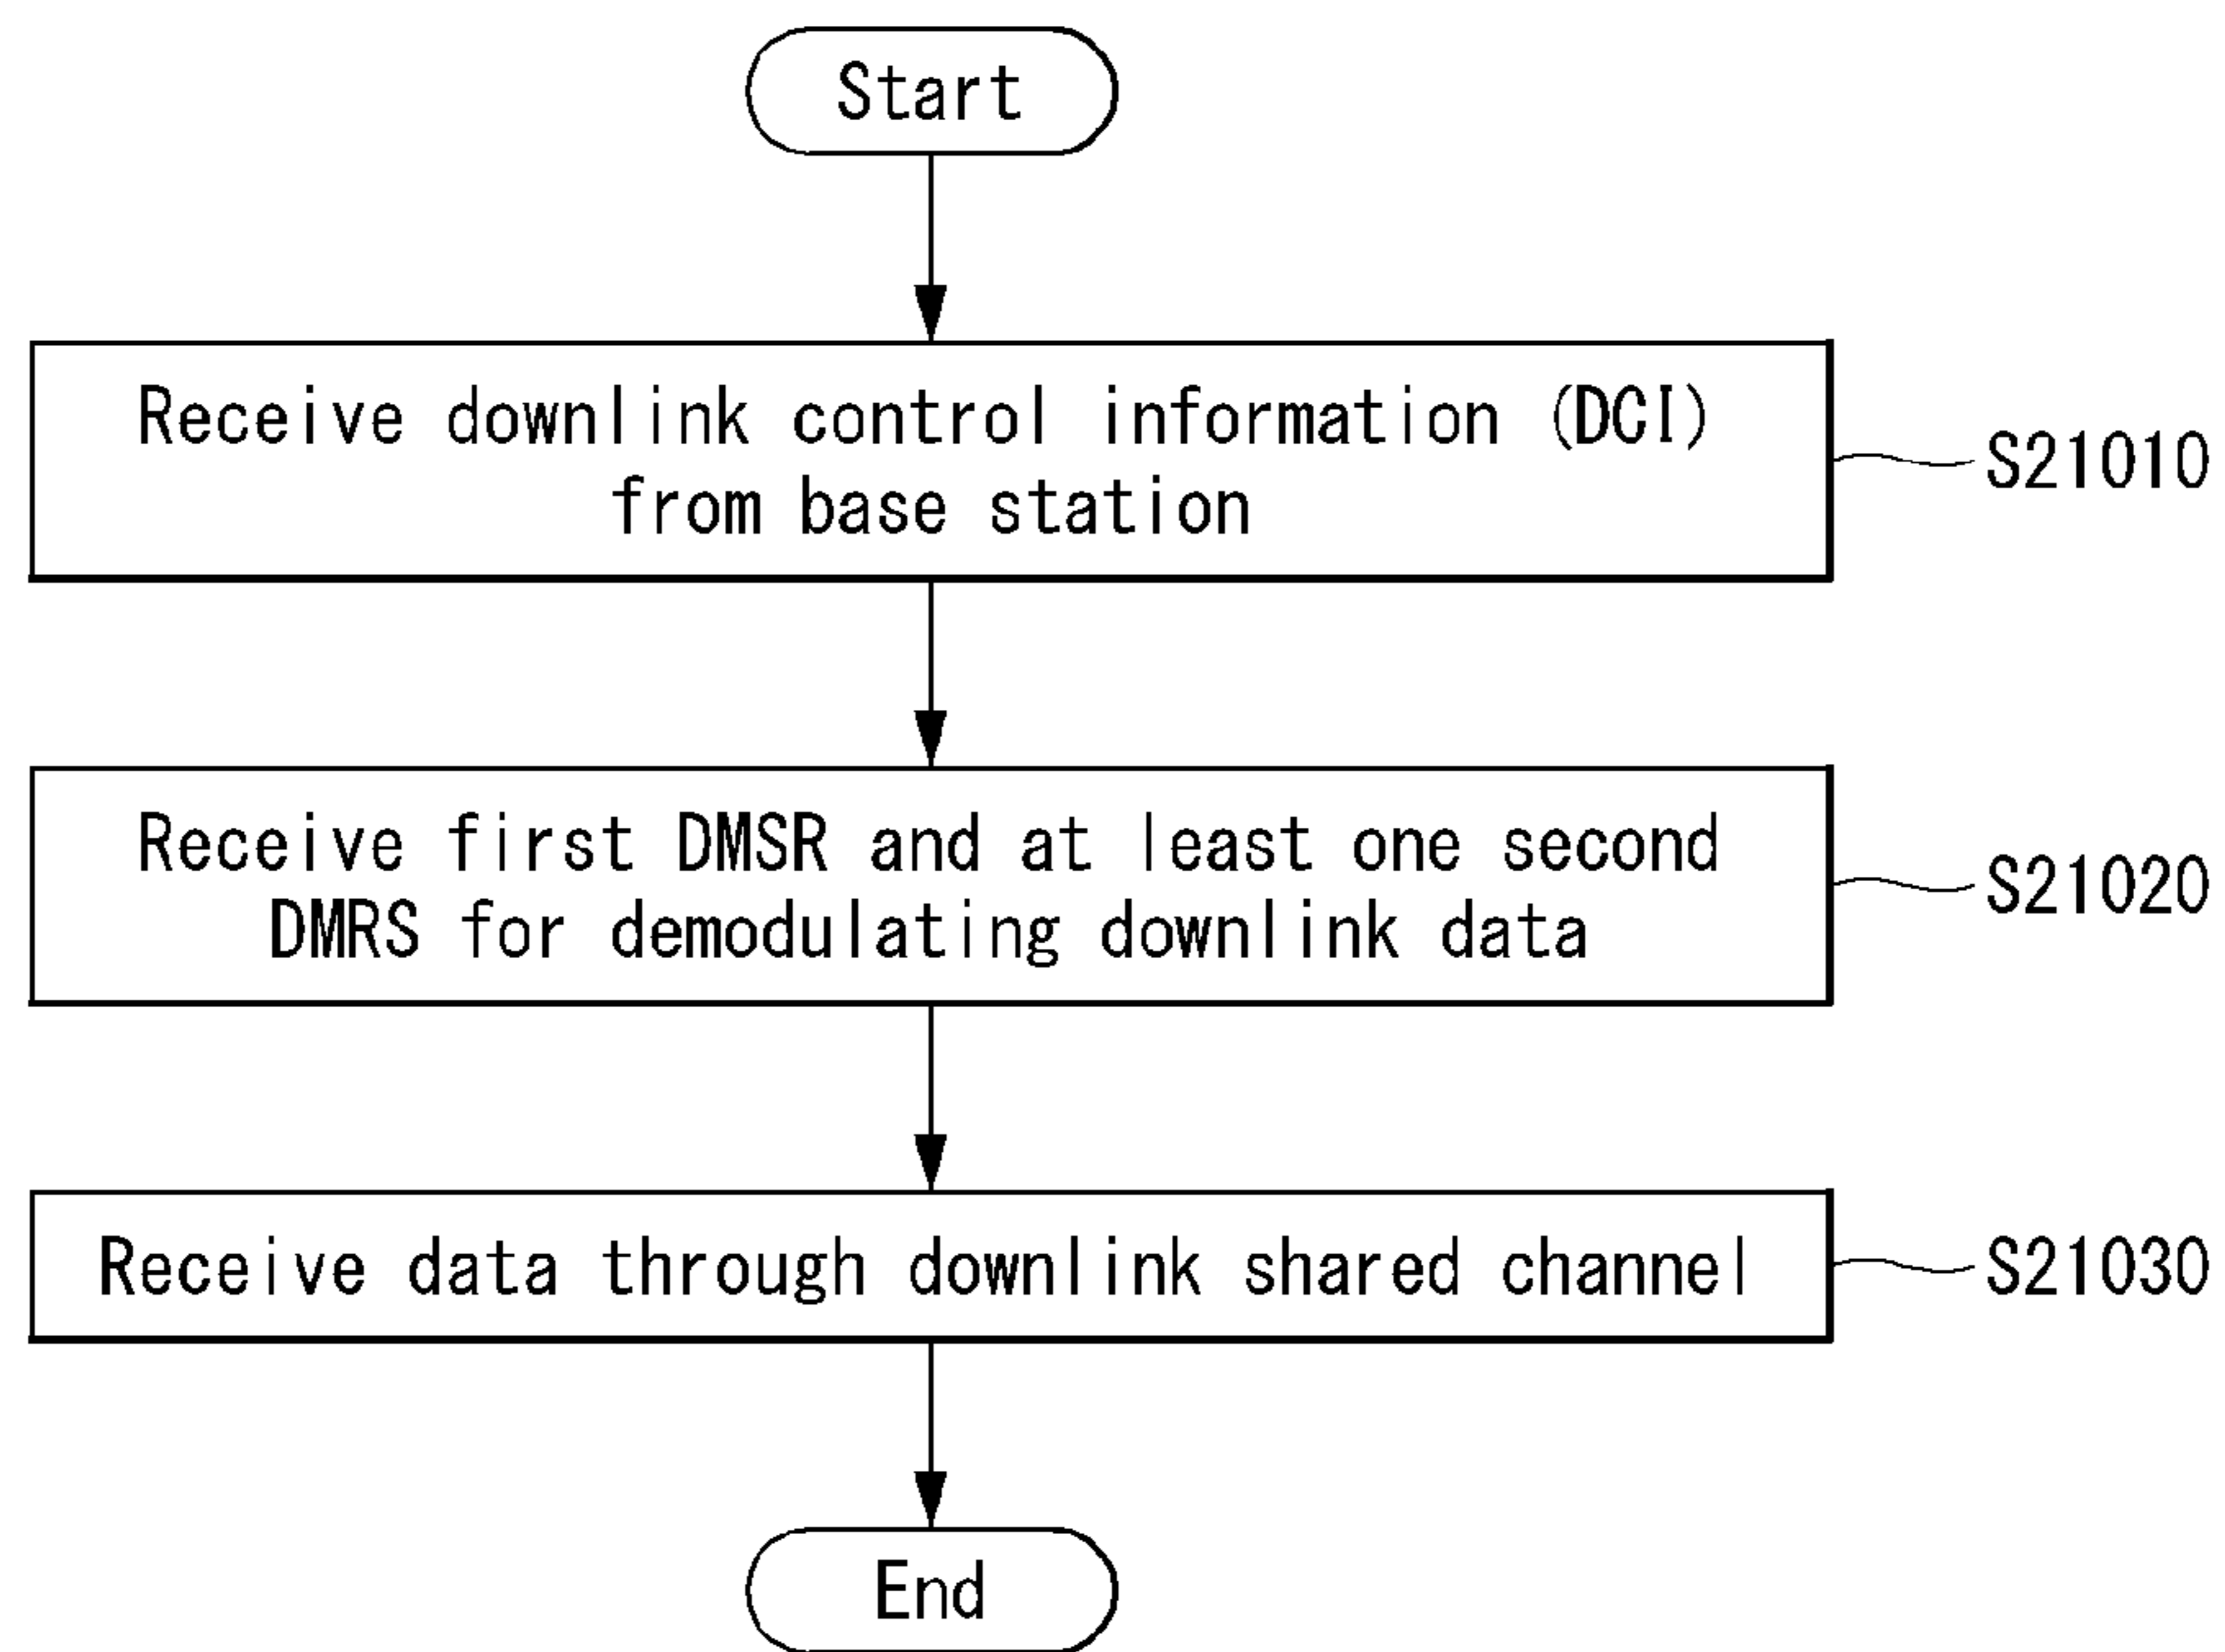 Start
Receive downlink control information (DCI)
from base station
S21010
Receive first DMSR and at least one second
DMRS for demodulating downlink data
S21020
Receive data through downlink shared channel
S21030
End